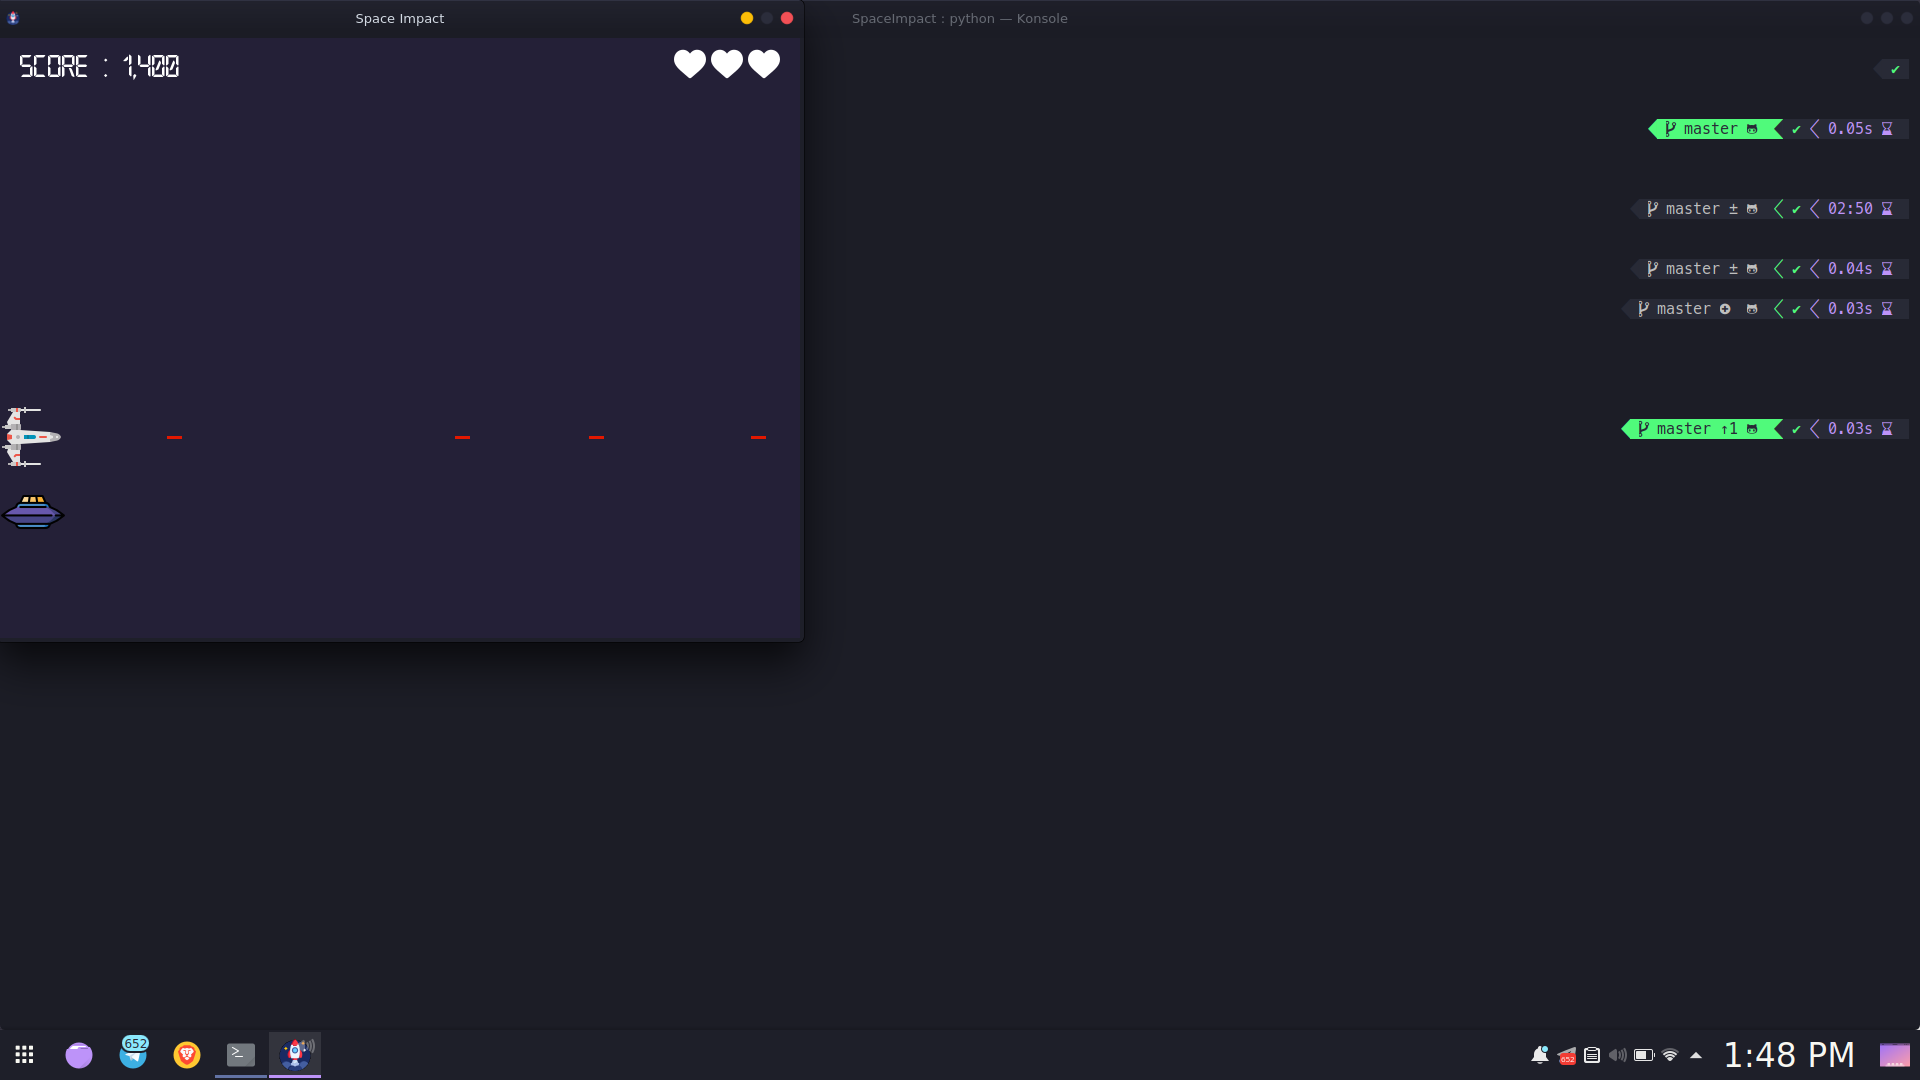 Space Impact
SpaceImpact : python — Konsole
SCORE : 1,400
master 0.05s
master ± 02:50
master ± 0.04s
master 0.03s
master ↑1 0.03s
652
652
1:48 PM